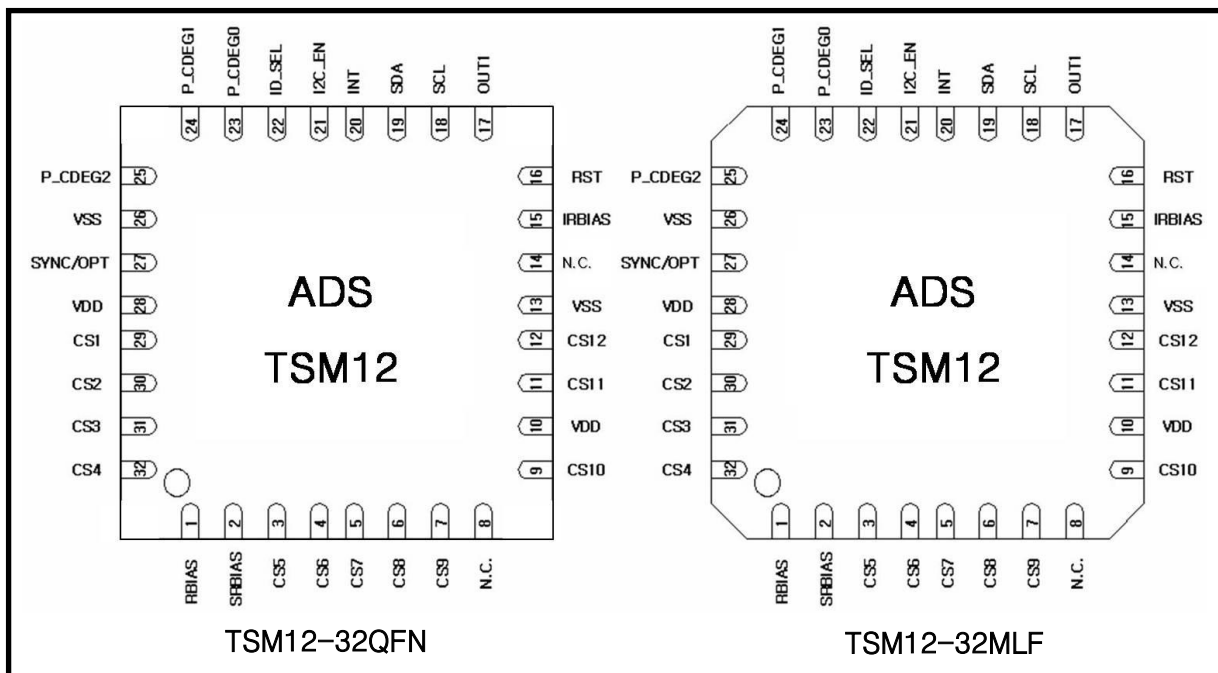 P_CDEG1 P_CDEG0 ID_SEL I2C_EN INT SDA SCL OUT1
24 23 22 21 20 19 18 17
P_CDEG2 25
VSS 26
SYNC/OPT 27
VDD 28
CS1 29
CS2 30
CS3 31
CS4 32
ADS
TSM12
16 RST
15 IRBIAS
14 N.C.
13 VSS
12 CS12
11 CS11
10 VDD
9 CS10
1 2 3 4 5 6 7 8
RBIAS SRBIAS CS5 CS6 CS7 CS8 CS9 N.C.
TSM12-32QFN
P_CDEG1 P_CDEG0 ID_SEL I2C_EN INT SDA SCL OUT1
24 23 22 21 20 19 18 17
P_CDEG2 25
VSS 26
SYNC/OPT 27
VDD 28
CS1 29
CS2 30
CS3 31
CS4 32
ADS
TSM12
16 RST
15 IRBIAS
14 N.C.
13 VSS
12 CS12
11 CS11
10 VDD
9 CS10
1 2 3 4 5 6 7 8
RBIAS SRBIAS CS5 CS6 CS7 CS8 CS9 N.C.
TSM12-32MLF